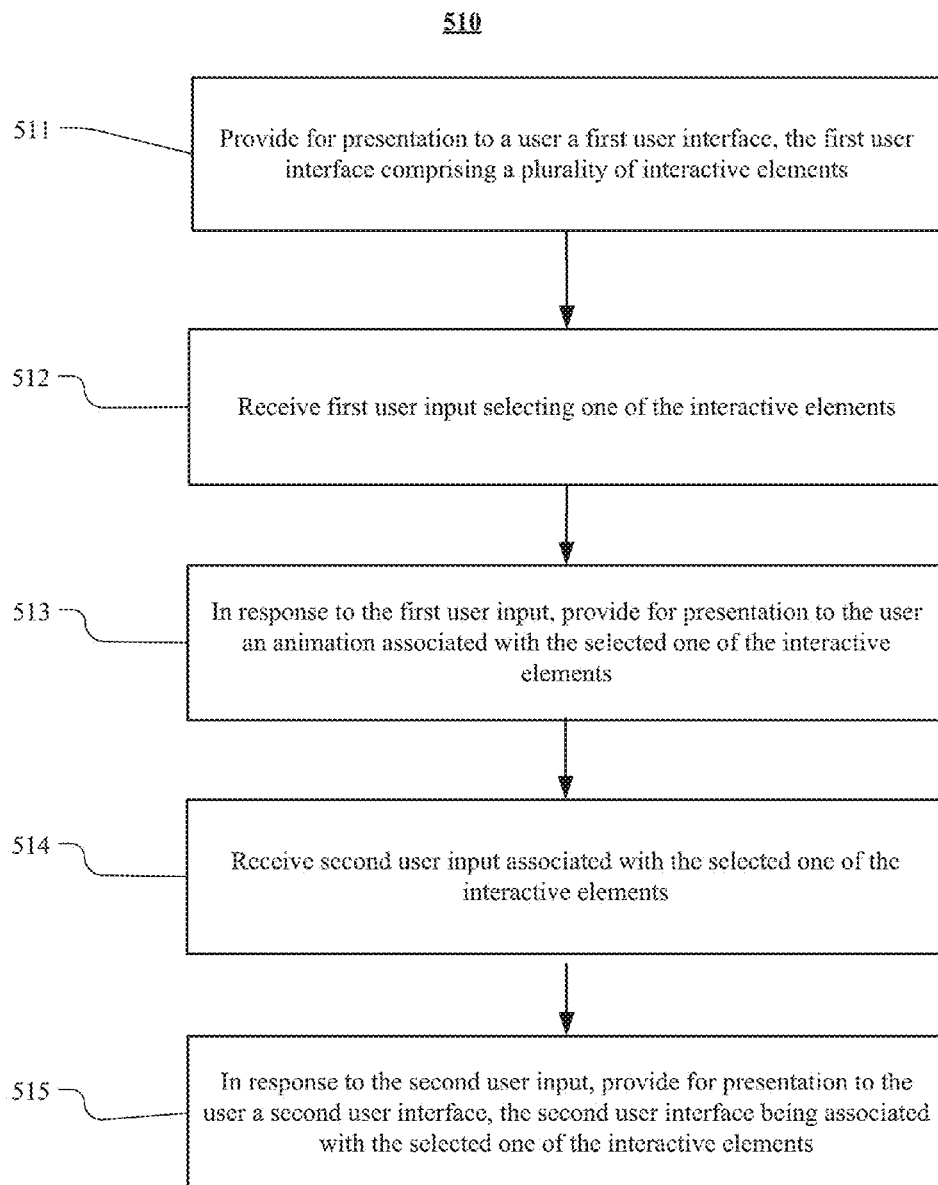 510
511
Provide for presentation to a user a first user interface, the first user
interface comprising a plurality of interactive elements
512
Receive first user input selecting one of the interactive elements
513
In response to the first user input, provide for presentation to the user
an animation associated with the selected one of the interactive
elements
514
Receive second user input associated with the selected one of the
interactive elements
515
In response to the second user input, provide for presentation to the
user a second user interface, the second user interface being associated
with the selected one of the interactive elements